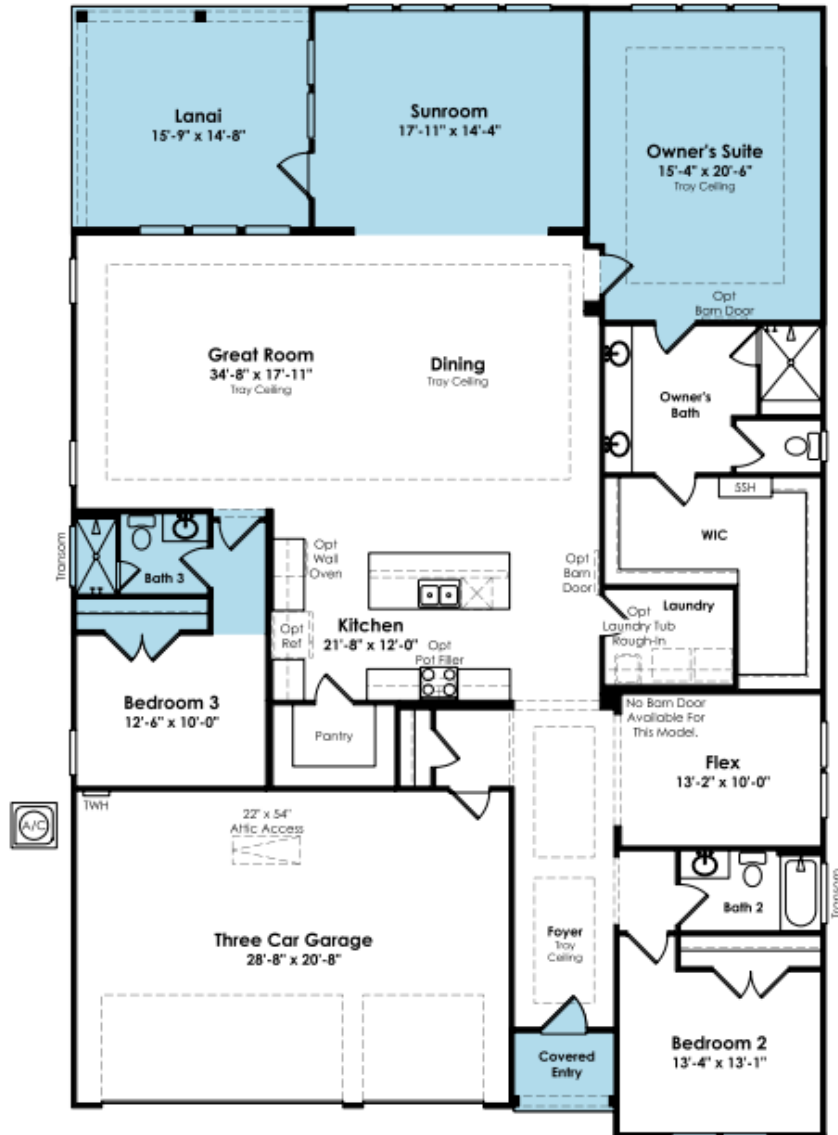 Lanai
15'-9" x 14'-8"
Sunroom
17'-11" x 14'-4"
Owner's Suite
15'-4" x 20'-6"
Tray Ceiling
Opt
Barn Door
Great Room
34'-8" x 17'-11"
Tray Ceiling
Dining
Tray Ceiling
Owner's
Bath
5SH
WIC
Transom
Bath 3
Opt
Wall
Oven
Opt
Barn
Door
Opt
Ref
Kitchen
21'-8" x 12'-0"
Opt
Pot Filler
Laundry
Opt
Laundry Tub
Rough-In
Bedroom 3
12'-6" x 10'-0"
Pantry
No Barn Door
Available For
This Model.
Flex
13'-2" x 10'-0"
A/C
TWH
22" x 54"
Attic Access
Three Car Garage
28'-8" x 20'-8"
Foyer
Tray
Ceiling
Bath 2
Transom
Covered
Entry
Bedroom 2
13'-4" x 13'-1"